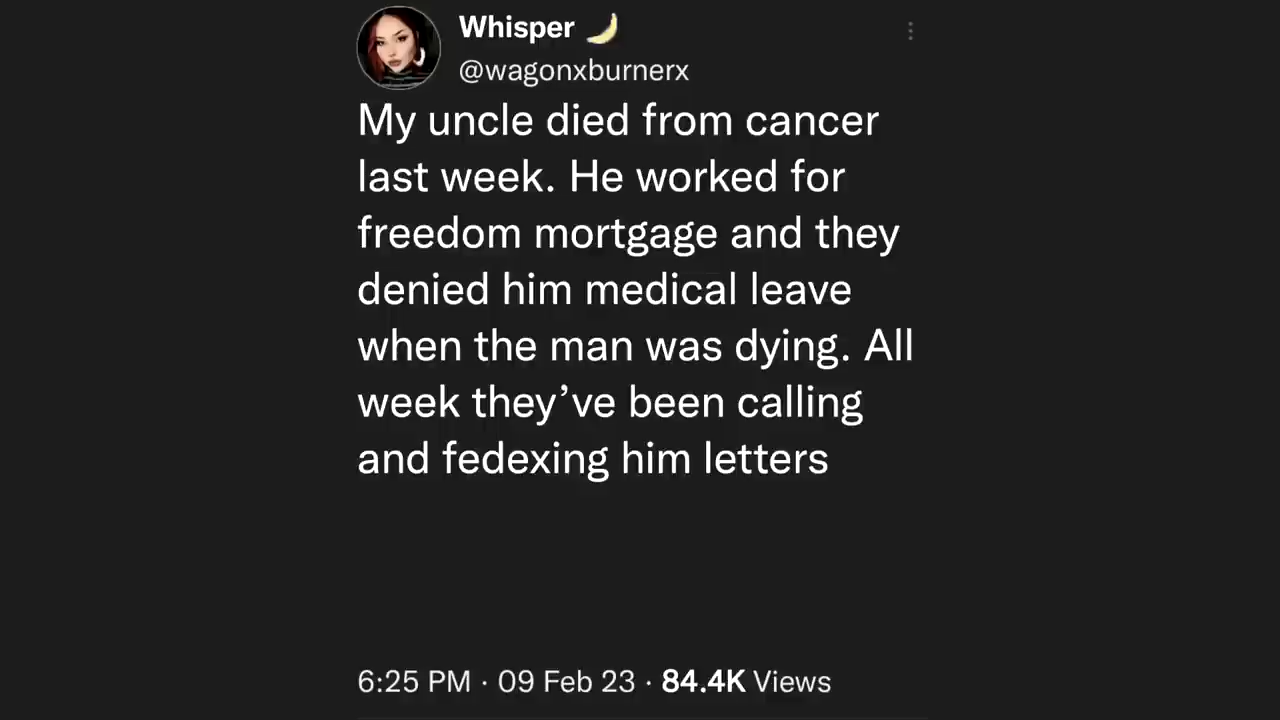 Whisper 🌙
@wagonxburnerx
My uncle died from cancer
last week. He worked for
freedom mortgage and they
denied him medical leave
when the man was dying. All
week they’ve been calling
and fedexing him letters
6:25 PM · 09 Feb 23 · 84.4K Views